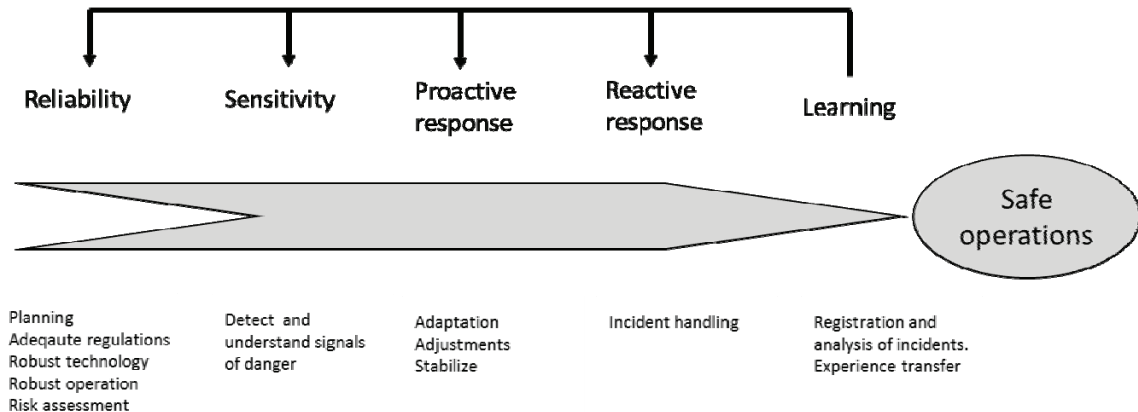 Reliability
Sensitivity
Proactive
response
Reactive
response
Learning
Safe
operations
Planning
Adeqaute regulations
Robust technology
Robust operation
Risk assessment
Detect and
understand signals
of danger
Adaptation
Adjustments
Stabilize
Incident handling
Registration and
analysis of incidents.
Experience transfer